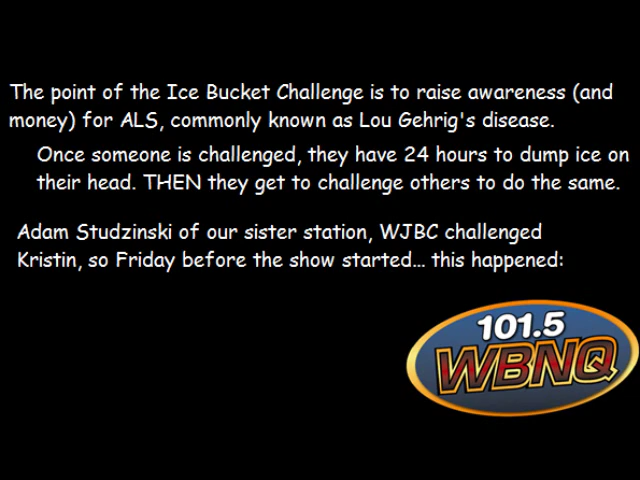 The point of the Ice Bucket Challenge is to raise awareness (and
money) for ALS, commonly known as Lou Gehrig's disease.
Once someone is challenged, they have 24 hours to dump ice on
their head. THEN they get to challenge others to do the same.
Adam Studzinski of our sister station, WJBC challenged
Kristin, so Friday before the show started... this happened:
101.5
WBNQ